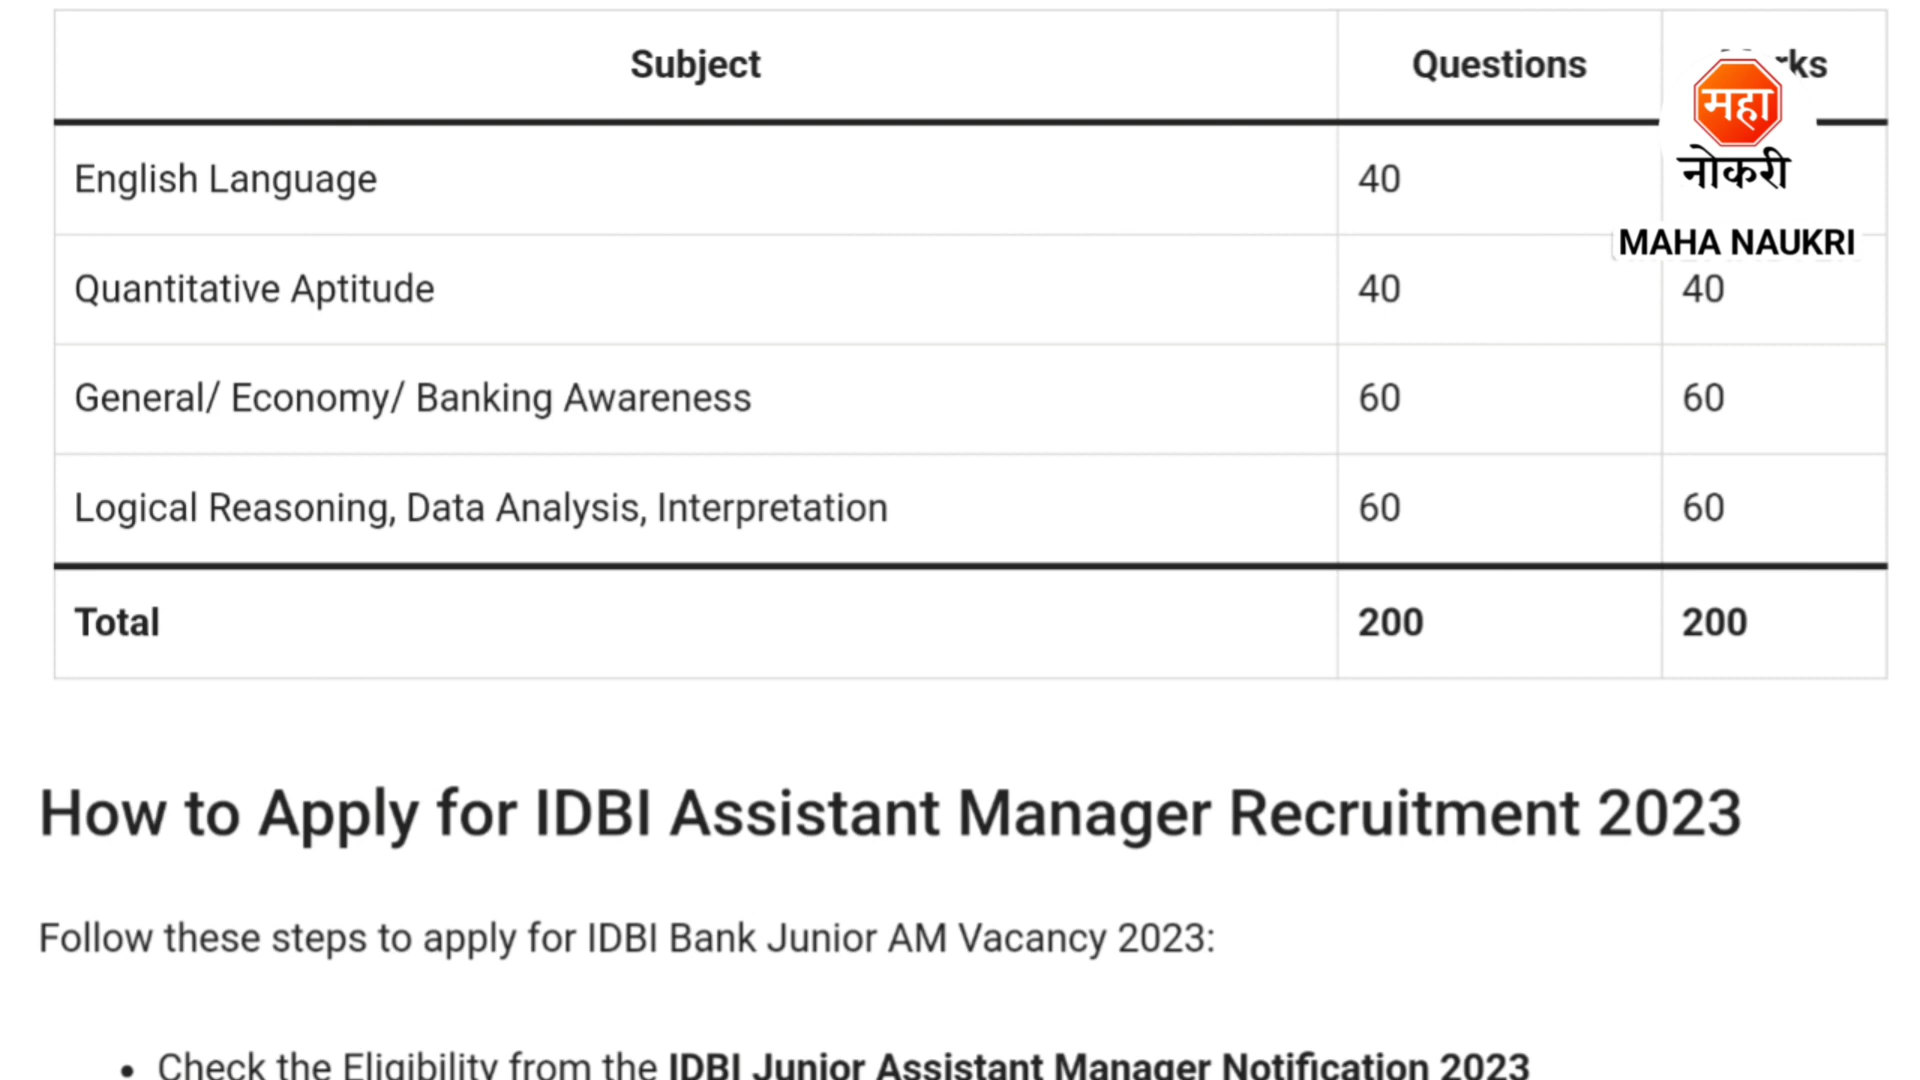 Subject Questions
English Language 40
Quantitative Aptitude 40 40
General/ Economy/ Banking Awareness 60 60
Logical Reasoning, Data Analysis, Interpretation 60 60
Total 200 200
महा
नोकरी
MAHA NAUKRI
How to Apply for IDBI Assistant Manager Recruitment 2023
Follow these steps to apply for IDBI Bank Junior AM Vacancy 2023:
• Check the Eligibility from the IDBI Junior Assistant Manager Notification 2023